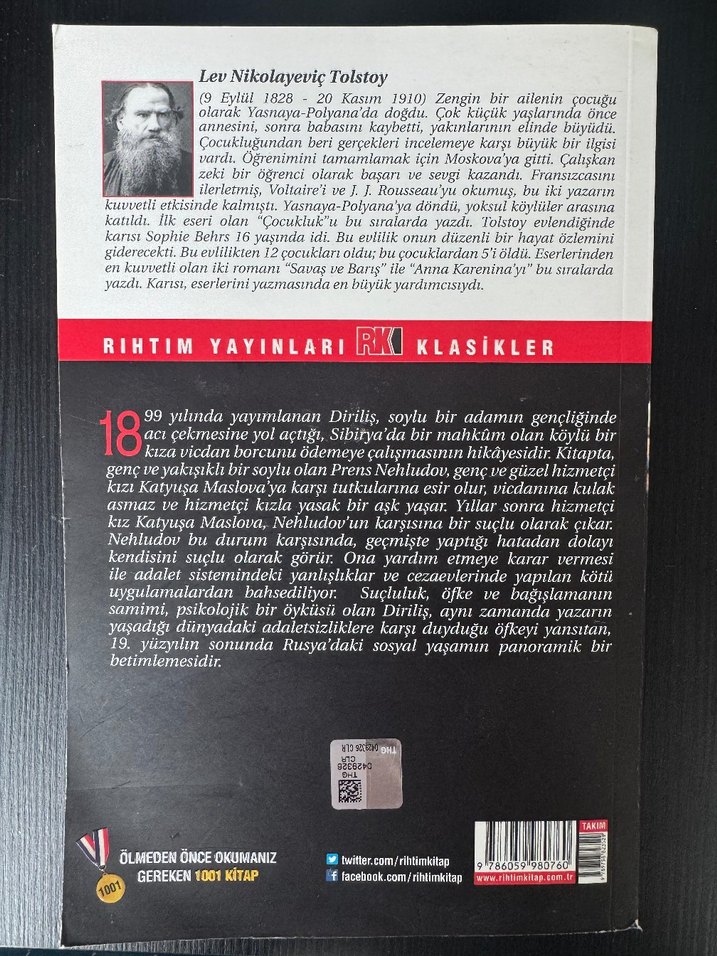 Lev Nikolayeviç Tolstoy
(9 Eylül 1828 - 20 Kasım 1910) Zengin bir ailenin çocuğu
olarak Yasnaya-Polyana’da doğdu. Çok küçük yaşlarında önce
annesini, sonra babasını kaybetti, yakınlarının elinde büyüdü.
Çocukluğundan beri gerçekleri incelemeye karşı büyük bir ilgisi
vardı. Öğrenimini tamamlamak için Moskova’ya gitti. Çalışkan
zeki bir öğrenci olarak başarı ve sevgi kazandı. Fransızcasını
ilerletmiş, Voltaire’i ve J. J. Rousseau’yu okumuş, bu iki yazarın
kuvvetli etkisinde kalmıştı. Yasnaya-Polyana’ya döndü, yoksul köylüler arasına
katıldı. İlk eseri olan “Çocukluk”u bu sıralarda yazdı. Tolstoy evlendiğinde
karısı Sophie Behrs 16 yaşında idi. Bu evlilik onun düzenli bir hayat özlemini
giderecekti. Bu evlilikten 12 çocukları oldu; bu çocuklardan 5’i öldü. Eserlerinden
en kuvvetli olan iki romanı “Savaş ve Barış” ile “Anna Karenina’yı” bu sıralarda
yazdı. Karısı, eserlerini yazmasında en büyük yardımcısıydı.
RIHTIM YAYINLARI RK KLASİKLER
1899 yılında yayımlanan Diriliş, soylu bir adamın gençliğinde
acı çekmesine yol açtığı, Sibirya’da bir mahkûm olan köylü bir
kıza vicdan borcunu ödemeye çalışmasının hikâyesidir. Kitapta,
genç ve yakışıklı bir soylu olan Prens Nehludov, genç ve güzel hizmetçi
kızı Katyuşa Maslova’ya karşı tutkularına esir olur, vicdanına kulak
asmaz ve hizmetçi kızla yasak bir aşk yaşar. Yıllar sonra hizmetçi
kız Katyuşa Maslova, Nehludov’un karşısına bir suçlu olarak çıkar.
Nehludov bu durum karşısında, geçmişte yaptığı hatadan dolayı
kendisini suçlu olarak görür. Ona yardım etmeye karar vermesi
ile adalet sistemindeki yanlışlıklar ve cezaevlerinde yapılan kötü
uygulamalardan bahsediliyor. Suçluluk, öfke ve bağışlamanın
samimi, psikolojik bir öyküsü olan Diriliş, aynı zamanda yazarın
yaşadığı dünyadaki adaletsizliklere karşı duyduğu öfkeyi yansıtan,
19. yüzyılın sonunda Rusya’daki sosyal yaşamın panoramik bir
betimlemesidir.
THG 0429326 CLR
THG
CLR
0429326
THG
1001
ÖLMEDEN ÖNCE OKUMANIZ
GEREKEN 1001 KİTAP
twitter.com/rihtimkitap
facebook.com/rihtimkitap
9 786059 980760
www.rihtimkitap.com.tr
TAKIM